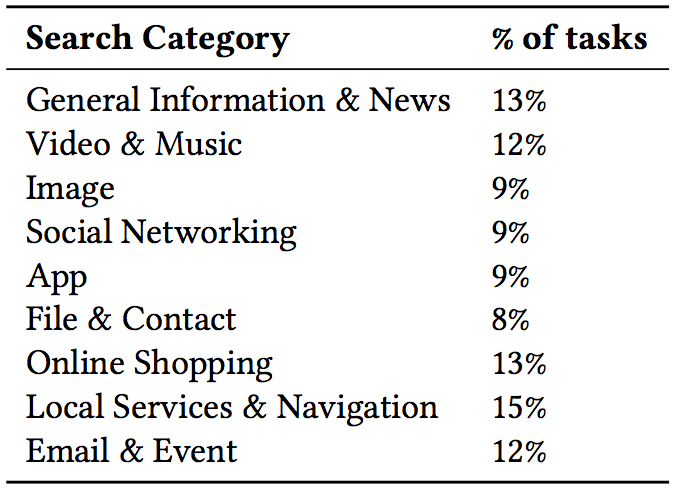 Search Category % of tasks
General Information & News 13%
Video & Music 12%
Image 9%
Social Networking 9%
App 9%
File & Contact 8%
Online Shopping 13%
Local Services & Navigation 15%
Email & Event 12%